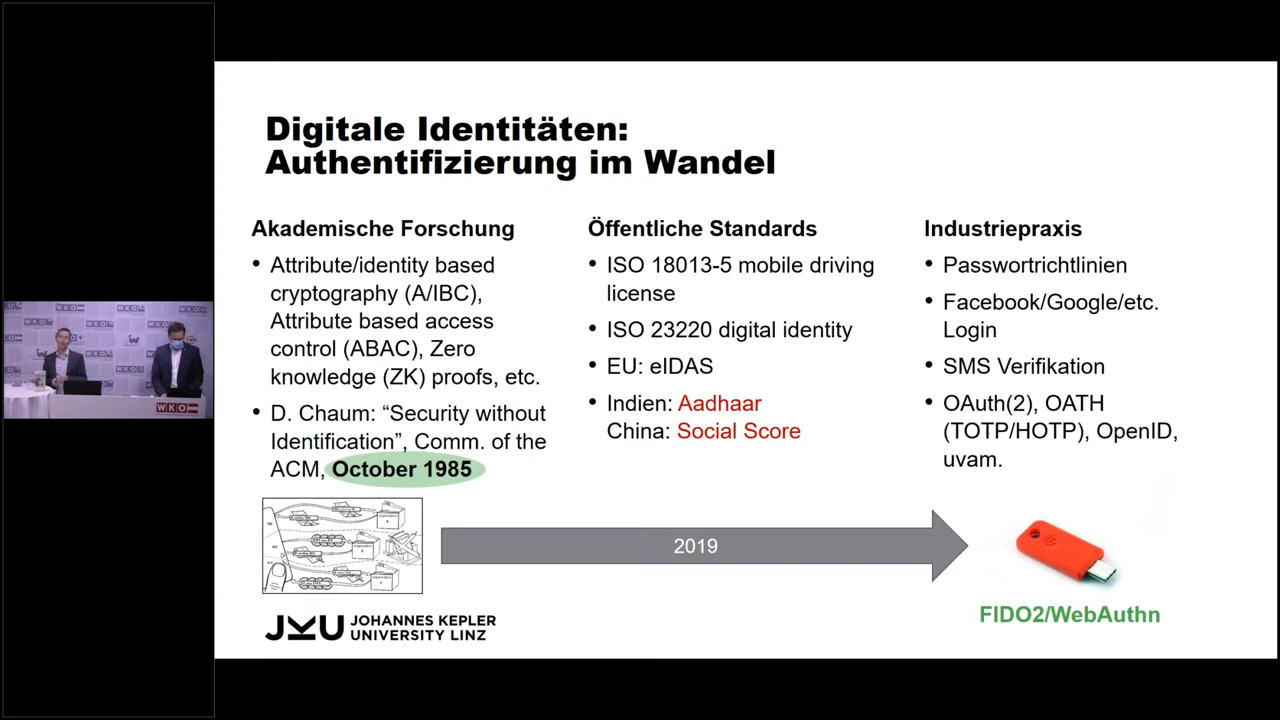 Digitale Identitäten:
Authentifizierung im Wandel
Akademische Forschung
• Attribute/identity based
cryptography (A/IBC),
Attribute based access
control (ABAC), Zero
knowledge (ZK) proofs, etc.
• D. Chaum: “Security without
Identification”, Comm. of the
ACM, October 1985
Öffentliche Standards
• ISO 18013-5 mobile driving
license
• ISO 23220 digital identity
• EU: eIDAS
• Indien: Aadhaar
China: Social Score
Industriepraxis
• Passwortrichtlinien
• Facebook/Google/etc.
Login
• SMS Verifikation
• OAuth(2), OATH
(TOTP/HOTP), OpenID,
uvam.
2019
FIDO2/WebAuthn
JKU JOHANNES KEPLER
UNIVERSITY LINZ
WKO